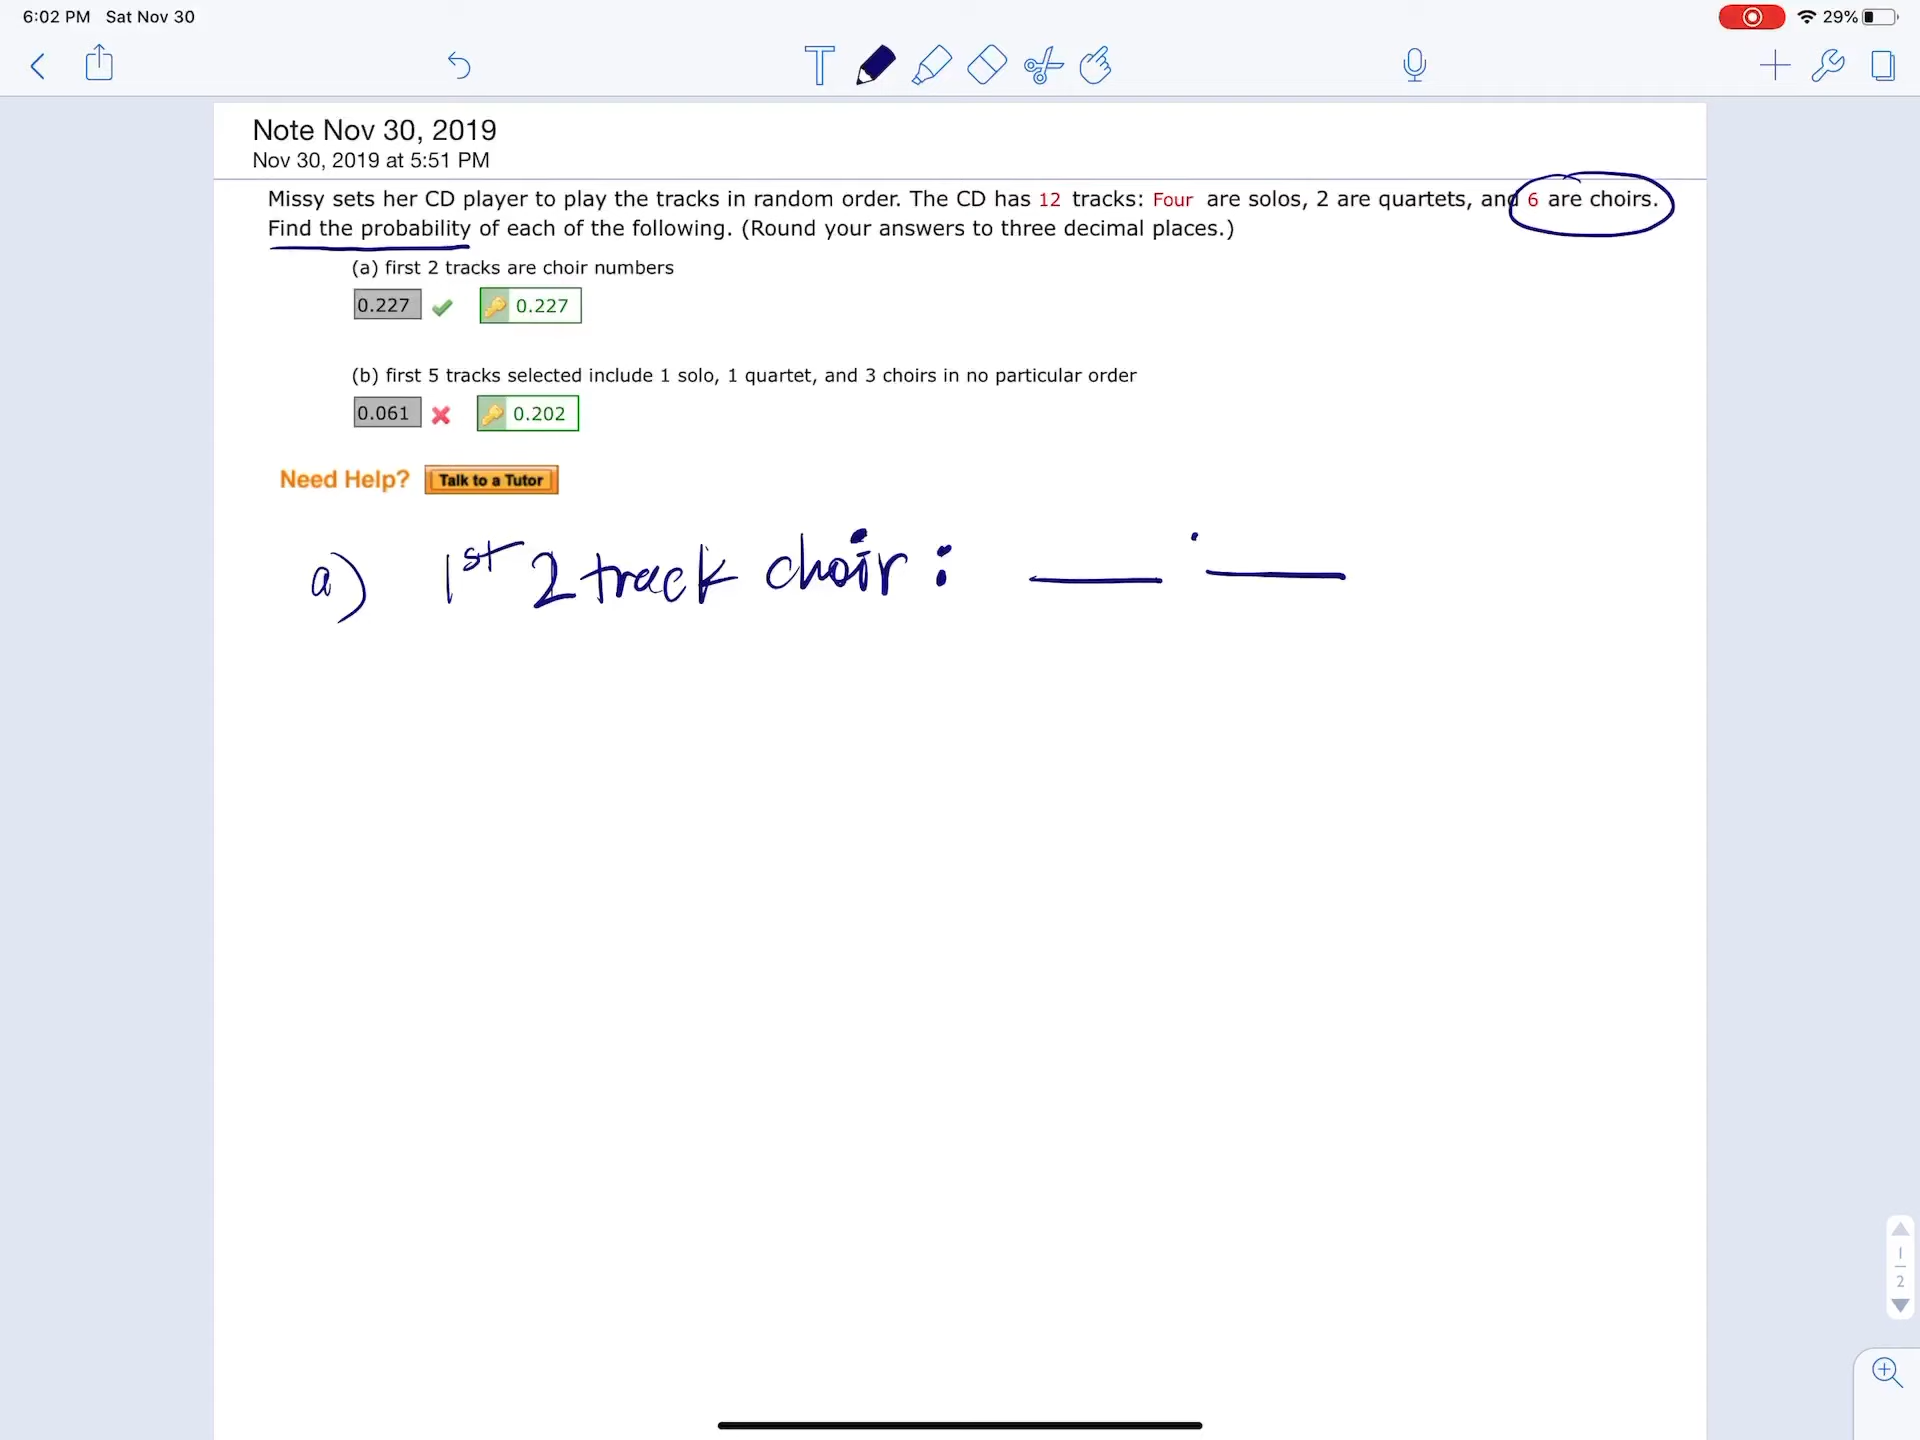 6:02 PM Sat Nov 30
29%
T
Note Nov 30, 2019
Nov 30, 2019 at 5:51 PM
Missy sets her CD player to play the tracks in random order. The CD has 12 tracks: Four are solos, 2 are quartets, and 6 are choirs.
Find the probability of each of the following. (Round your answers to three decimal places.)
(a) first 2 tracks are choir numbers
0.227 0.227
(b) first 5 tracks selected include 1 solo, 1 quartet, and 3 choirs in no particular order
0.061 0.202
Need Help? Talk to a Tutor
a) 1st 2 track choir :
1
2